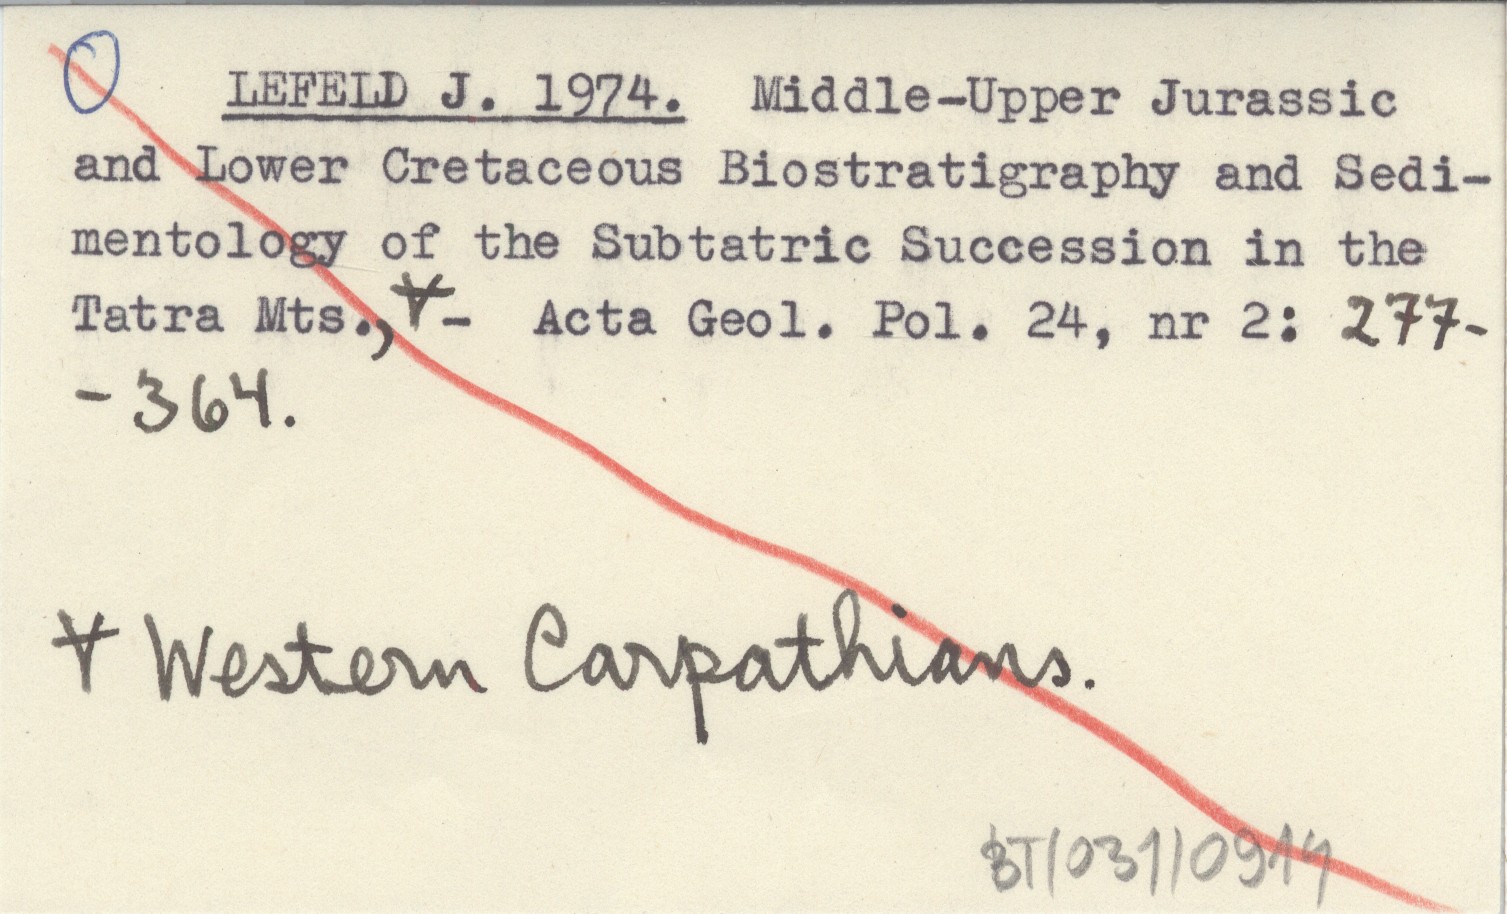 LEFELD J. 1974. Middle-Upper Jurassic
and Lower Cretaceous Biostratigraphy and Sedi-
mentology of the Subtatric Succession in the
Tatra Mts., ∀- Acta Geol. Pol. 24, nr 2: 277-
-364.
∀ Western Carpathians.
BT/031/0914